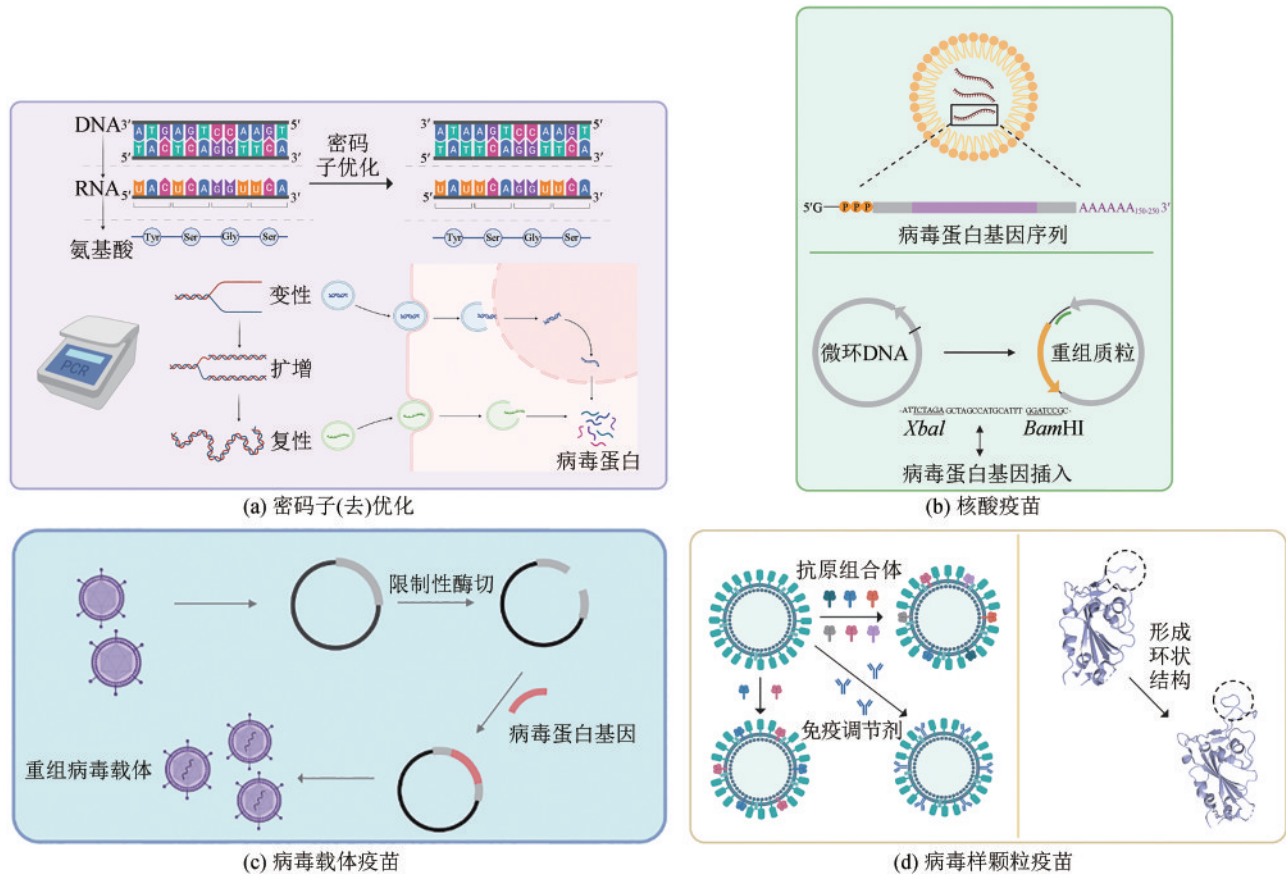 DNA 3′ ATGAGTCCAAGT 5′
5′ TACTCAGGTTCA 3′
RNA 5′ UACUCAGGUUCA 3′
氨基酸 Tyr Ser Gly Ser
密码
子优化
3′ ATAAGTCCAAGT 5′
5′ TATTCAGGTTCA 3′
5′ UAUUCAGGUUCA 3′
Tyr Ser Gly Ser
PCR
变性
扩增
复性
病毒蛋白
(a) 密码子(去)优化
5′G PPP AAAAAA150-250 3′
病毒蛋白基因序列
微环DNA
重组质粒
-ATTCTAGA GCTAGCCATGCATTT GGATCCGC-
XbaI BamHI
病毒蛋白基因插入
(b) 核酸疫苗
限制性酶切
病毒蛋白基因
重组病毒载体
(c) 病毒载体疫苗
抗原组合体
免疫调节剂
形成
环状
结构
(d) 病毒样颗粒疫苗